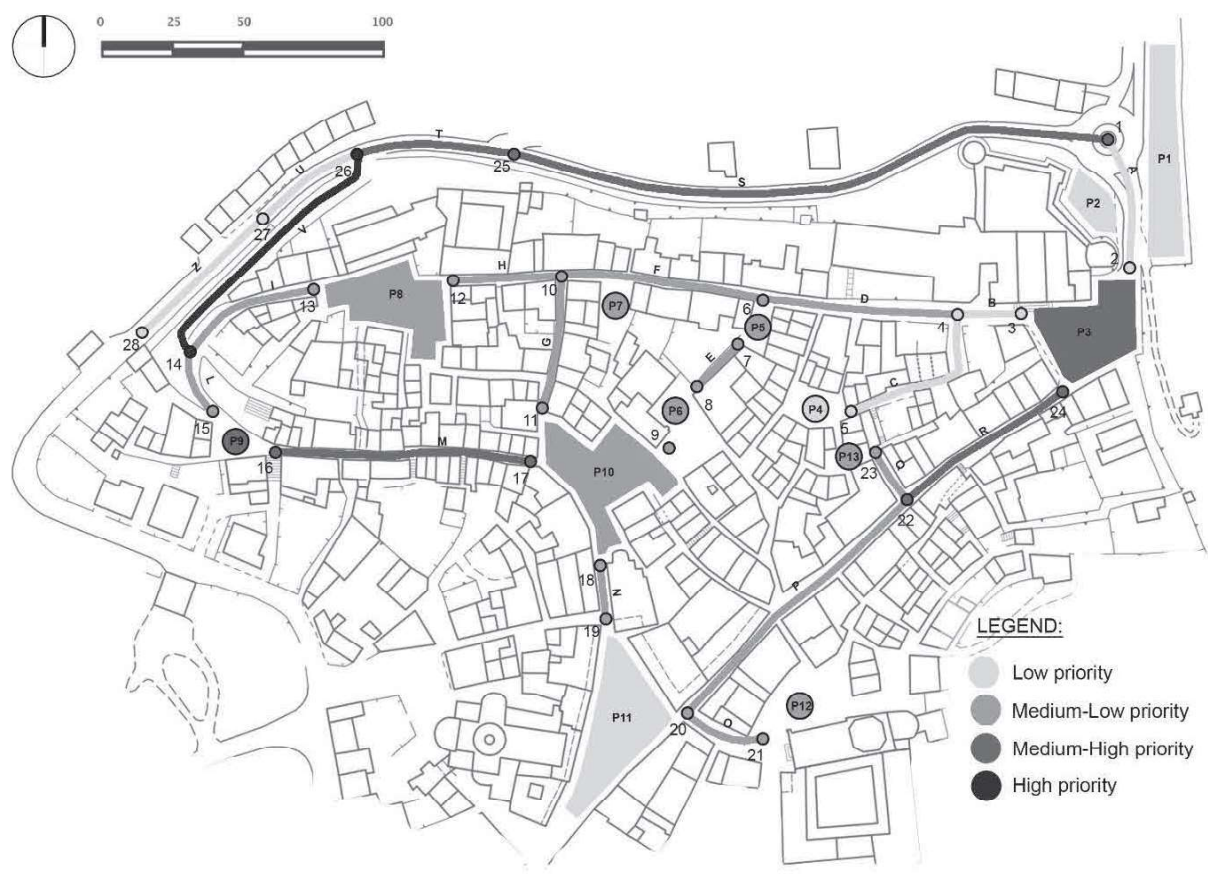 0 25 50 100
1
T
P1
26
25
U
S
A
P2
27
V
2
Z
H
10
F
13
I
P8
12
P7
6
D
B
28
P5
4
3
P3
14
G
7
E
L
C
8
P6
P4
24
15
11
5
P9
M
9
R
16
P13
17
P10
23
Q
22
18
P
N
19
LEGEND:
Low priority
P11
P12
Medium-Low priority
20
O
21
Medium-High priority
High priority